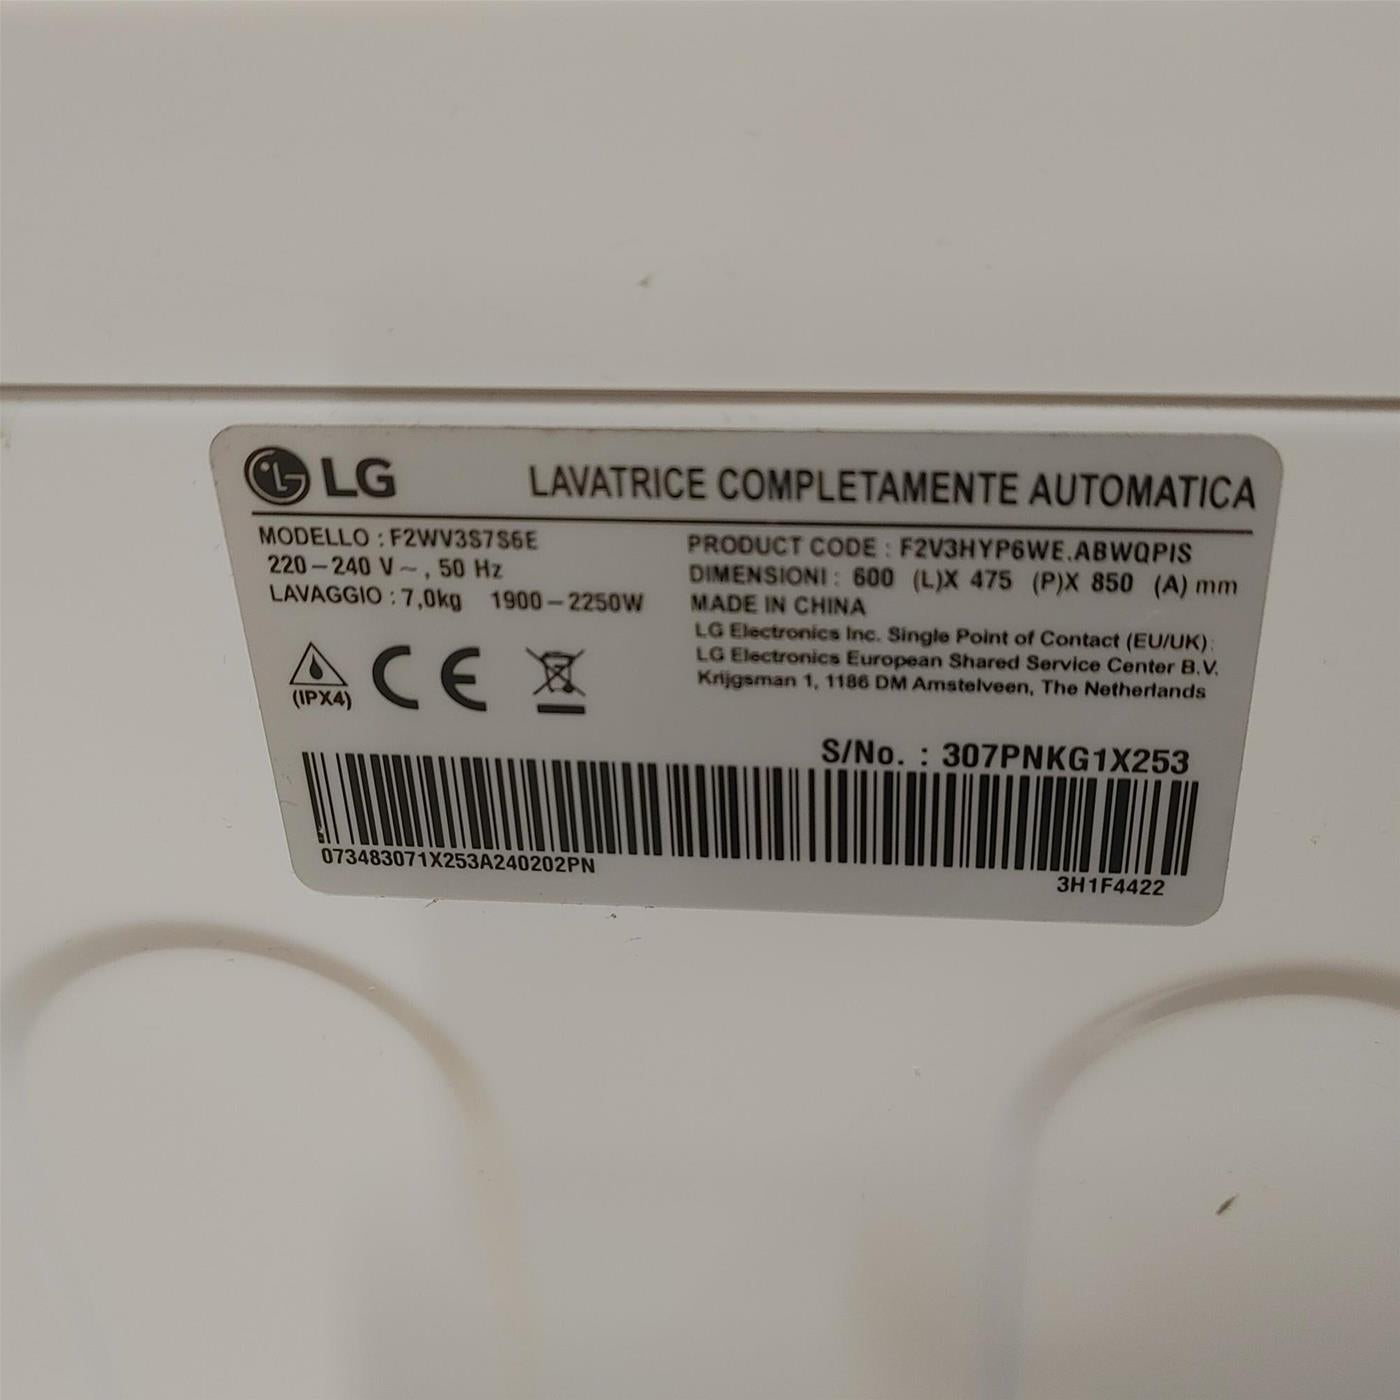 LG LAVATRICE COMPLETAMENTE AUTOMATICA
MODELLO : F2WV3S7S6E
220-240 V~, 50 Hz
LAVAGGIO : 7,0kg 1900-2250W
PRODUCT CODE : F2V3HYP6WE.ABWQPIS
DIMENSIONI : 600 (L)X 475 (P)X 850 (A) mm
MADE IN CHINA
LG Electronics Inc. Single Point of Contact (EU/UK):
LG Electronics European Shared Service Center B.V.
Krijgsman 1, 1186 DM Amstelveen, The Netherlands
(IPX4) CE
S/No. : 307PNKG1X253
073483071X253A240202PN
3H1F4422